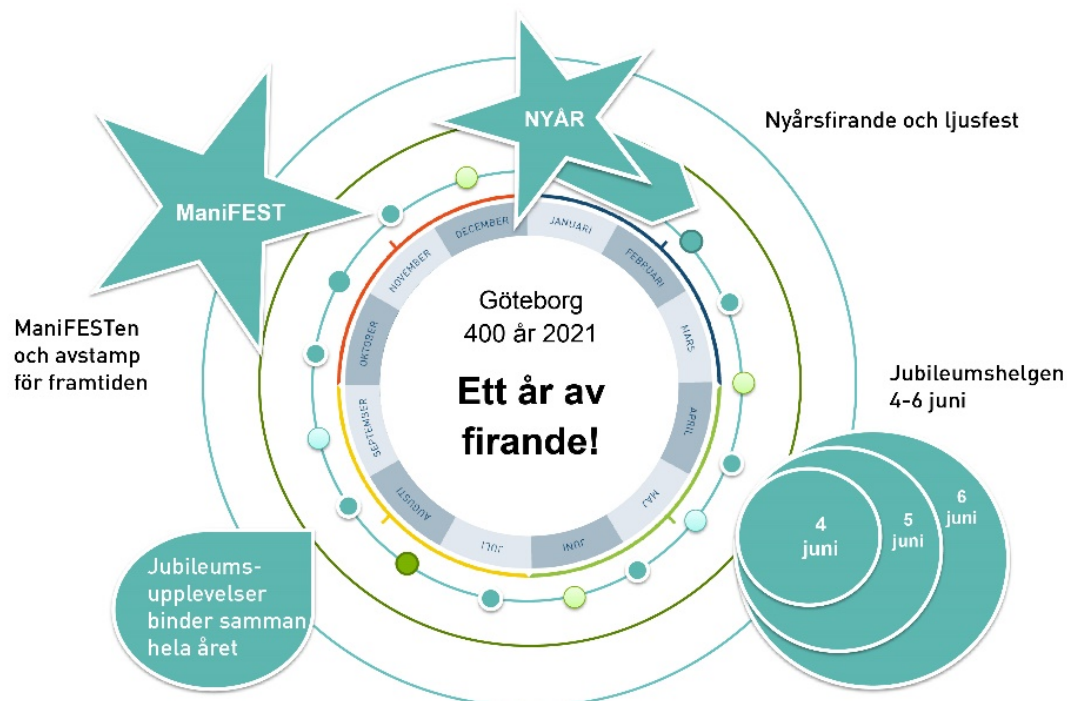 NYÅR
Nyårsfirande och ljusfest
ManiFEST
ManiFESTen
och avstamp
för framtiden
Göteborg
400 år 2021
Ett år av
firande!
JANUARI
FEBRUARI
MARS
APRIL
MAJ
JUNI
JULI
AUGUSTI
SEPTEMBER
OKTOBER
NOVEMBER
DECEMBER
Jubileumshelgen
4-6 juni
4
juni
5
juni
6
juni
Jubileums-
upplevelser
binder samman
hela året